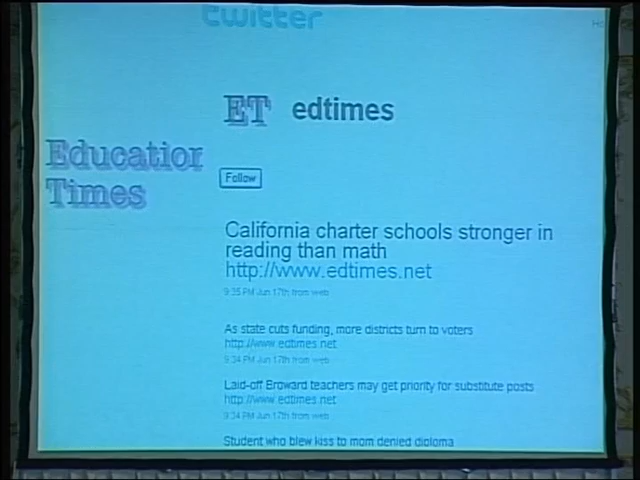 twitter
ET edtimes
Education
Times
Follow
California charter schools stronger in
reading than math
http://www.edtimes.net
9:35 PM Jun 17th from web
As state cuts funding, more districts turn to voters
http://www.edtimes.net
9:34 PM Jun 17th from web
Laid-off Broward teachers may get priority for substitute posts
http://www.edtimes.net
9:34 PM Jun 17th from web
Student who blew kiss to mom denied diploma